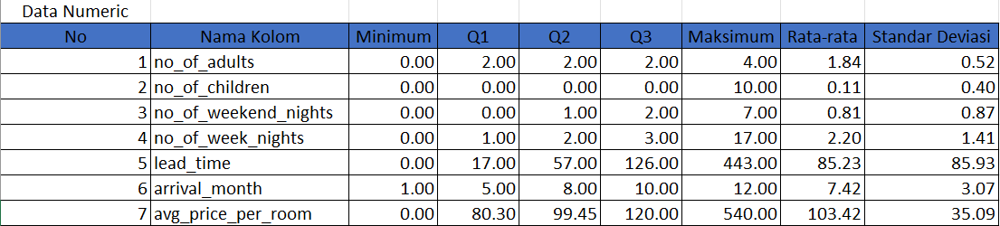 Data Numeric
No Nama Kolom Minimum Q1 Q2 Q3 Maksimum Rata-rata Standar Deviasi
1 no_of_adults 0.00 2.00 2.00 2.00 4.00 1.84 0.52
2 no_of_children 0.00 0.00 0.00 0.00 10.00 0.11 0.40
3 no_of_weekend_nights 0.00 0.00 1.00 2.00 7.00 0.81 0.87
4 no_of_week_nights 0.00 1.00 2.00 3.00 17.00 2.20 1.41
5 lead_time 0.00 17.00 57.00 126.00 443.00 85.23 85.93
6 arrival_month 1.00 5.00 8.00 10.00 12.00 7.42 3.07
7 avg_price_per_room 0.00 80.30 99.45 120.00 540.00 103.42 35.09